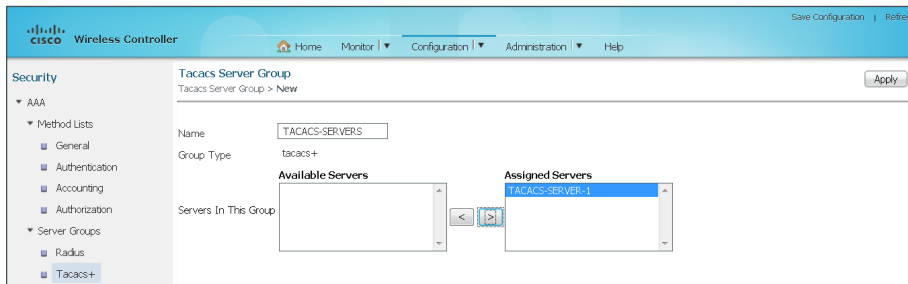 Save Configuration | Refre
CISCO Wireless Controller
Home Monitor Configuration Administration Help
Security
AAA
Method Lists
General
Authentication
Accounting
Authorization
Server Groups
Radius
Tacacs+
Tacacs Server Group
Tacacs Server Group > New
Apply
Name TACACS-SERVERS
Group Type tacacs+
Available Servers Assigned Servers
TACACS-SERVER-1
Servers In This Group < >